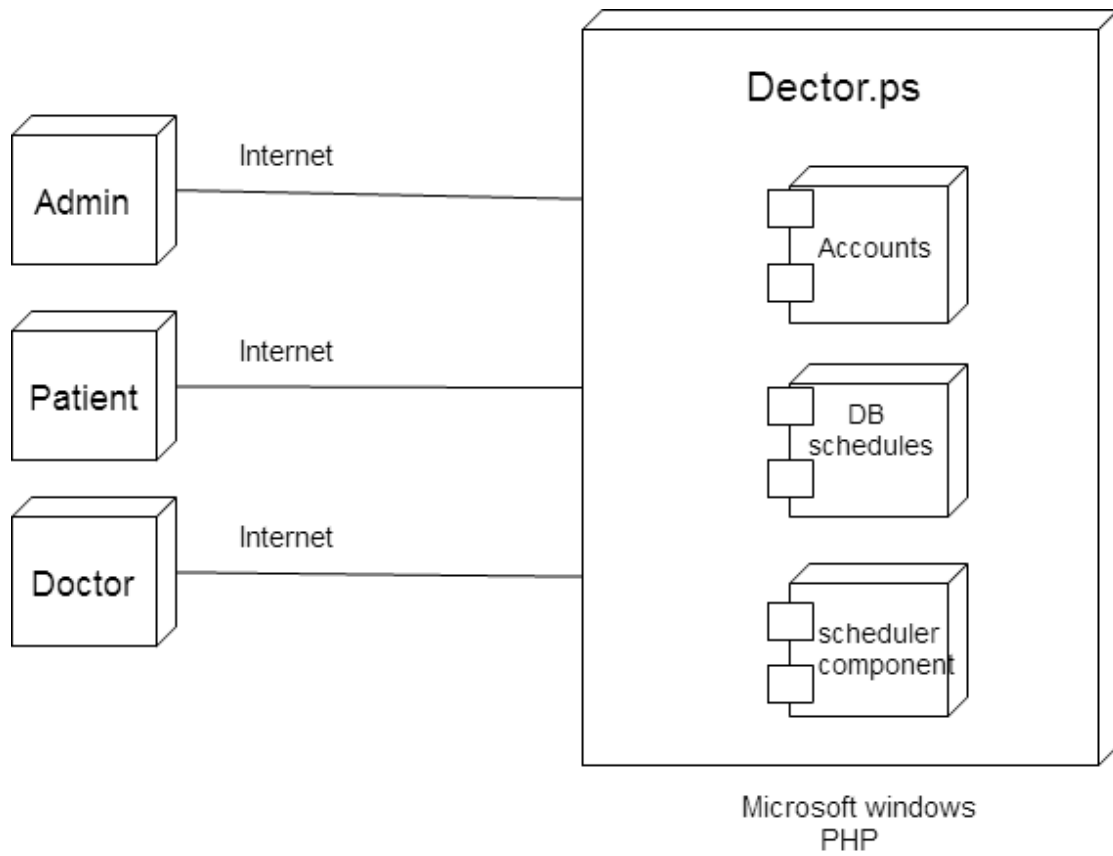 Dector.ps
Internet
Admin
Accounts
Internet
Patient
DB
schedules
Internet
Doctor
scheduler
component
Microsoft windows
PHP